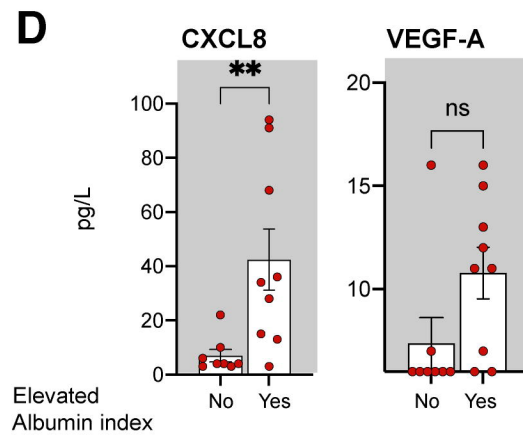 D
CXCL8
VEGF-A
**
ns
100
80
60
40
20
0
pg/L
20
15
10
Elevated
Albumin index
No Yes
No Yes